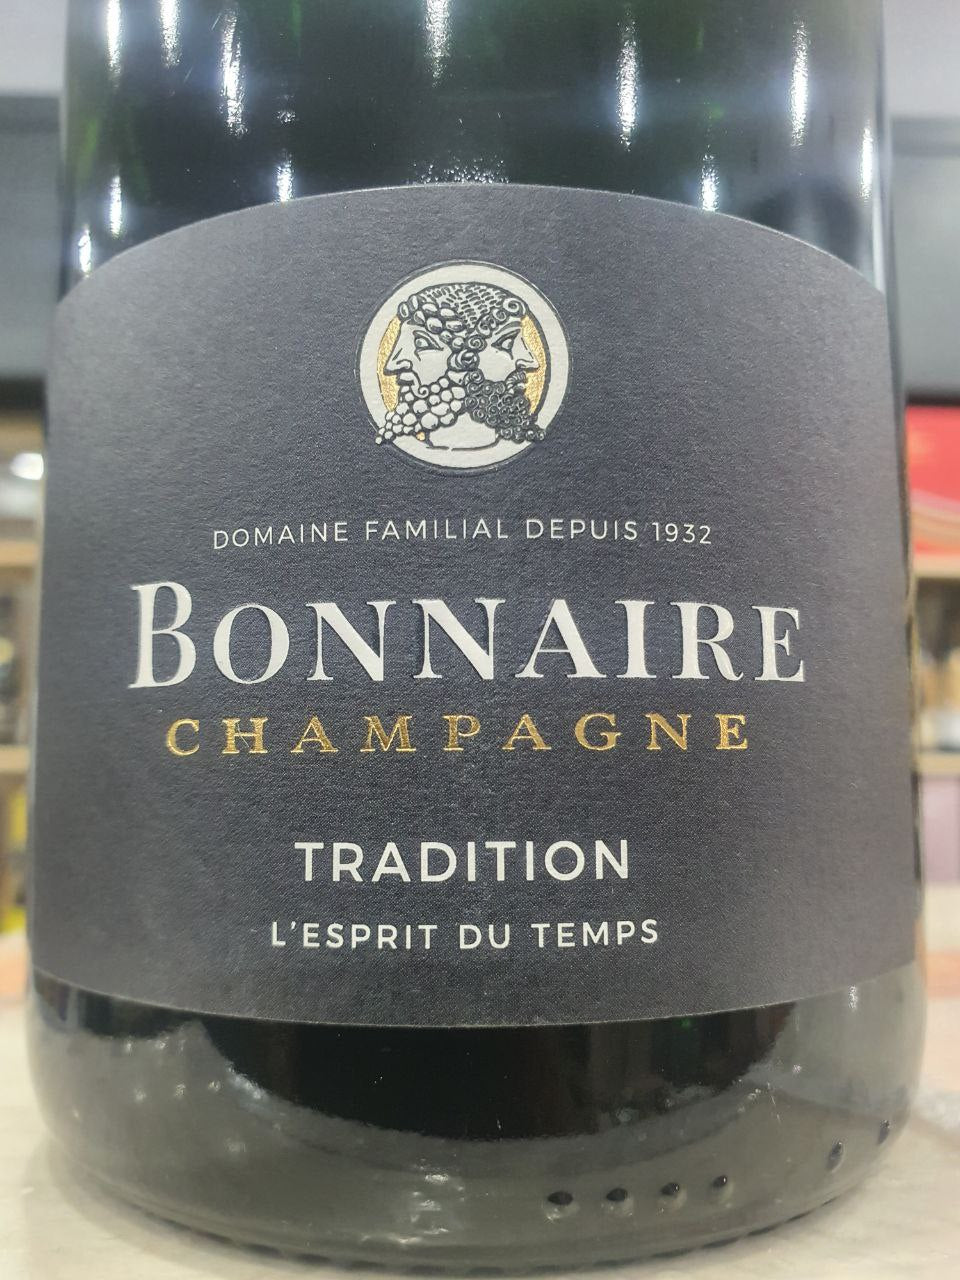 DOMAINE FAMILIAL DEPUIS 1932
BONNAIRE
CHAMPAGNE
TRADITION
L'ESPRIT DU TEMPS